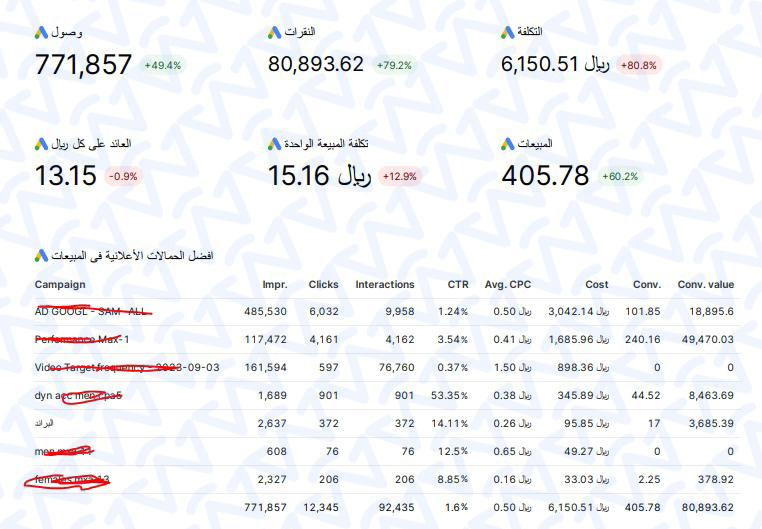 وصول
771,857 +49.4%
النقرات
80,893.62 +79.2%
التكلفة
6,150.51 ريال +80.8%
العائد على كل ريال
13.15 -0.9%
تكلفة المبيعة الواحدة
15.16 ريال +12.9%
المبيعات
405.78 +60.2%
افضل الحمالات الأعلانية فى المبيعات
Campaign Impr. Clicks Interactions CTR Avg. CPC Cost Conv. Conv. value
AD GOOGL - SAM -ALL 485,530 6,032 9,958 1.24% 0.50 ريال 3,042.14 ريال 101.85 18,895.6
Performance Max-1 117,472 4,161 4,162 3.54% 0.41 ريال 1,685.96 ريال 240.16 49,470.03
Video Target frequency - 2023-09-03 161,594 597 76,760 0.37% 1.50 ريال 898.36 ريال 0 0
dyn acc men cpa5 1,689 901 901 53.35% 0.38 ريال 345.89 ريال 44.52 8,463.69
البراند 2,637 372 372 14.11% 0.26 ريال 95.85 ريال 17 3,685.39
men 608 76 76 12.5% 0.65 ريال 49.27 ريال 0 0
2,327 206 206 8.85% 0.16 ريال 33.03 ريال 2.25 378.92
771,857 12,345 92,435 1.6% 0.50 ريال 6,150.51 ريال 405.78 80,893.62